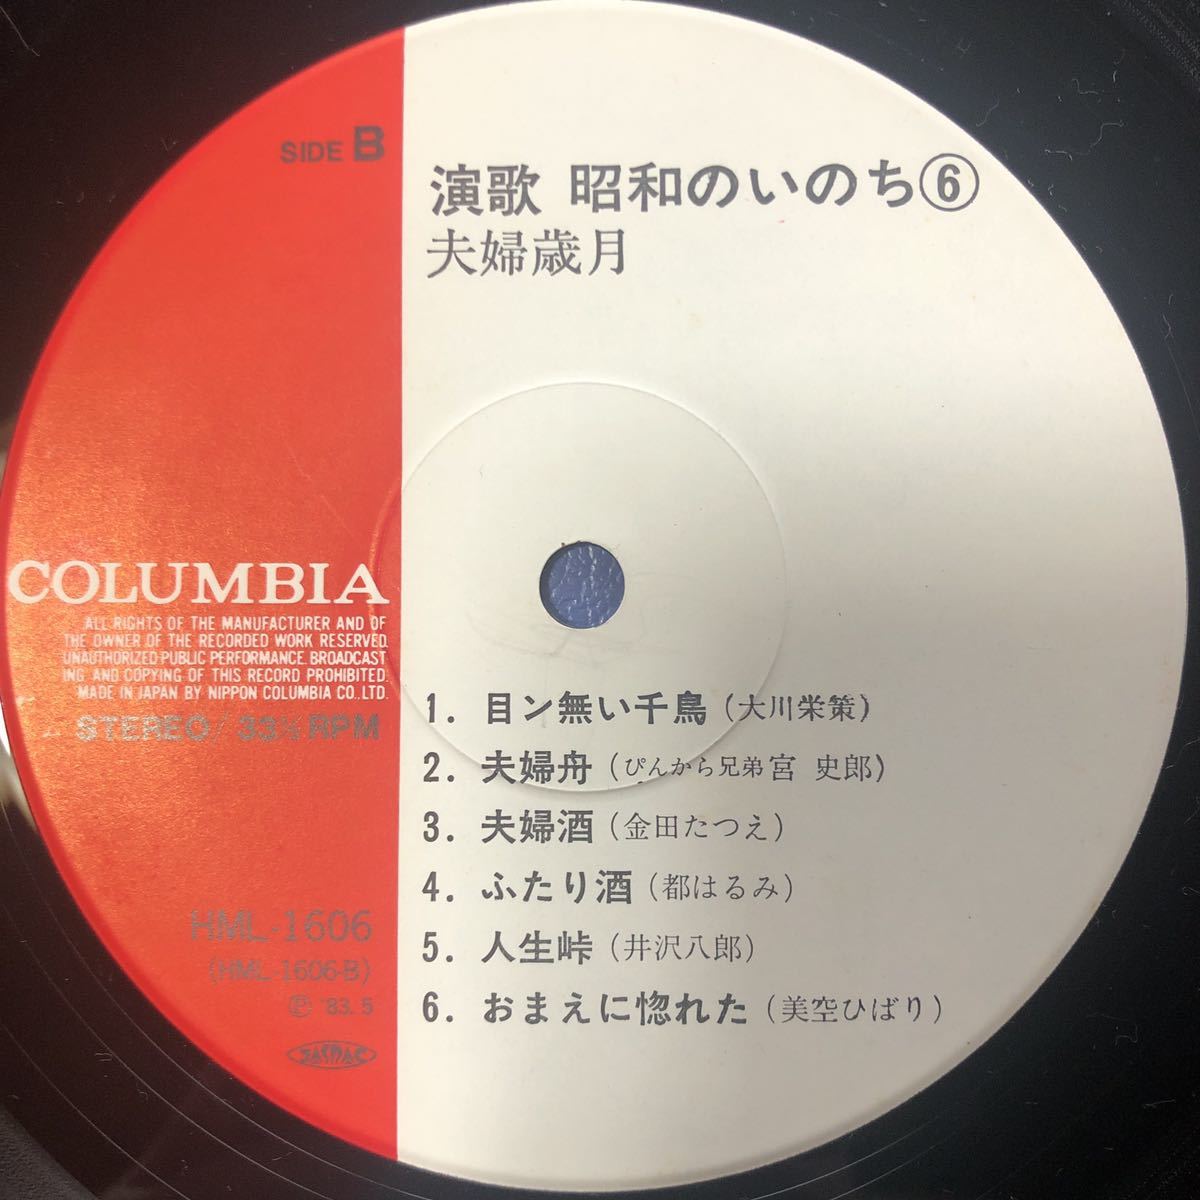 SIDE B
演歌 昭和のいのち⑥
夫婦歳月
COLUMBIA
ALL RIGHTS OF THE MANUFACTURER AND OF
THE OWNER OF THE RECORDED WORK RESERVED.
UNAUTHORIZED PUBLIC PERFORMANCE. BROADCAST
ING AND COPYING OF THIS RECORD PROHIBITED.
MADE IN JAPAN BY NIPPON COLUMBIA CO., LTD.
STEREO/33⅓RPM
1. 目ン無い千鳥(大川栄策)
2. 夫婦舟(ぴんから兄弟宮 史郎)
3. 夫婦酒(金田たつえ)
4. ふたり酒(都はるみ)
5. 人生峠(井沢八郎)
6. おまえに惚れた(美空ひばり)
HML-1606
(HML-1606-B)
Ⓟ '83. 5
JASRAC